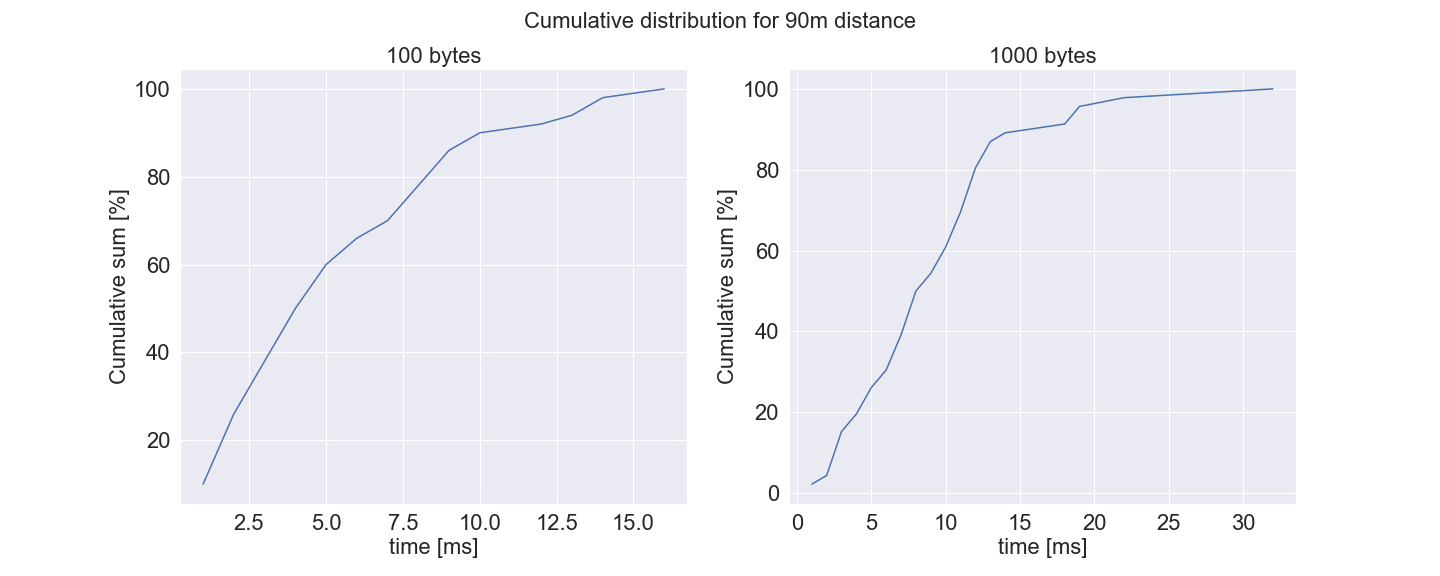 Cumulative distribution for 90m distance
100 bytes
100
80
60
40
20
Cumulative sum [%]
2.5 5.0 7.5 10.0 12.5 15.0
time [ms]
1000 bytes
100
80
60
40
20
0
Cumulative sum [%]
0 5 10 15 20 25 30
time [ms]